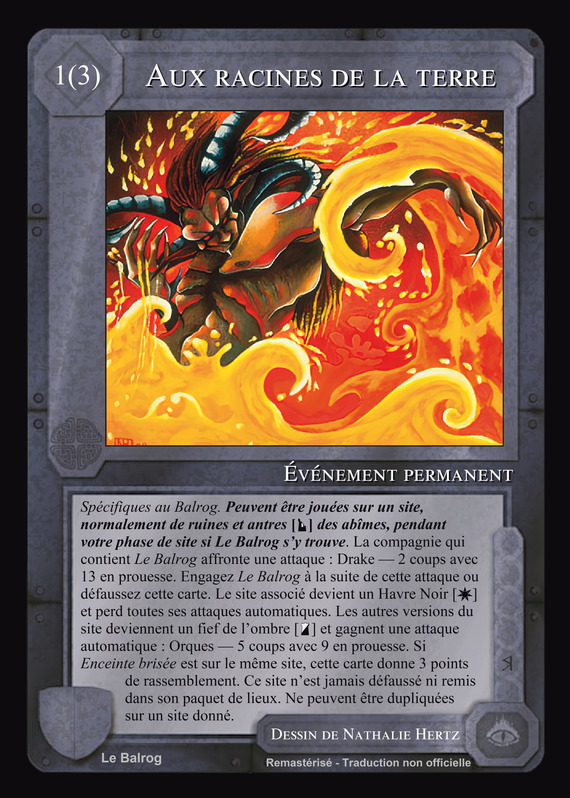 1(3)
Aux racines de la terre
Événement permanent
Spécifiques au Balrog. Peuvent être jouées sur un site,
normalement de ruines et antres [ ] des abîmes, pendant
votre phase de site si Le Balrog s’y trouve. La compagnie qui
contient Le Balrog affronte une attaque : Drake — 2 coups avec
13 en prouesse. Engagez Le Balrog à la suite de cette attaque ou
défaussez cette carte. Le site associé devient un Havre Noir [ ]
et perd toutes ses attaques automatiques. Les autres versions du
site deviennent un fief de l’ombre [ ] et gagnent une attaque
automatique : Orques — 5 coups avec 9 en prouesse. Si
Enceinte brisée est sur le même site, cette carte donne 3 points
de rassemblement. Ce site n’est jamais défaussé ni remis
dans son paquet de lieux. Ne peuvent être dupliquées
sur un site donné.
Dessin de Nathalie Hertz
Le Balrog
Remastérisé - Traduction non officielle